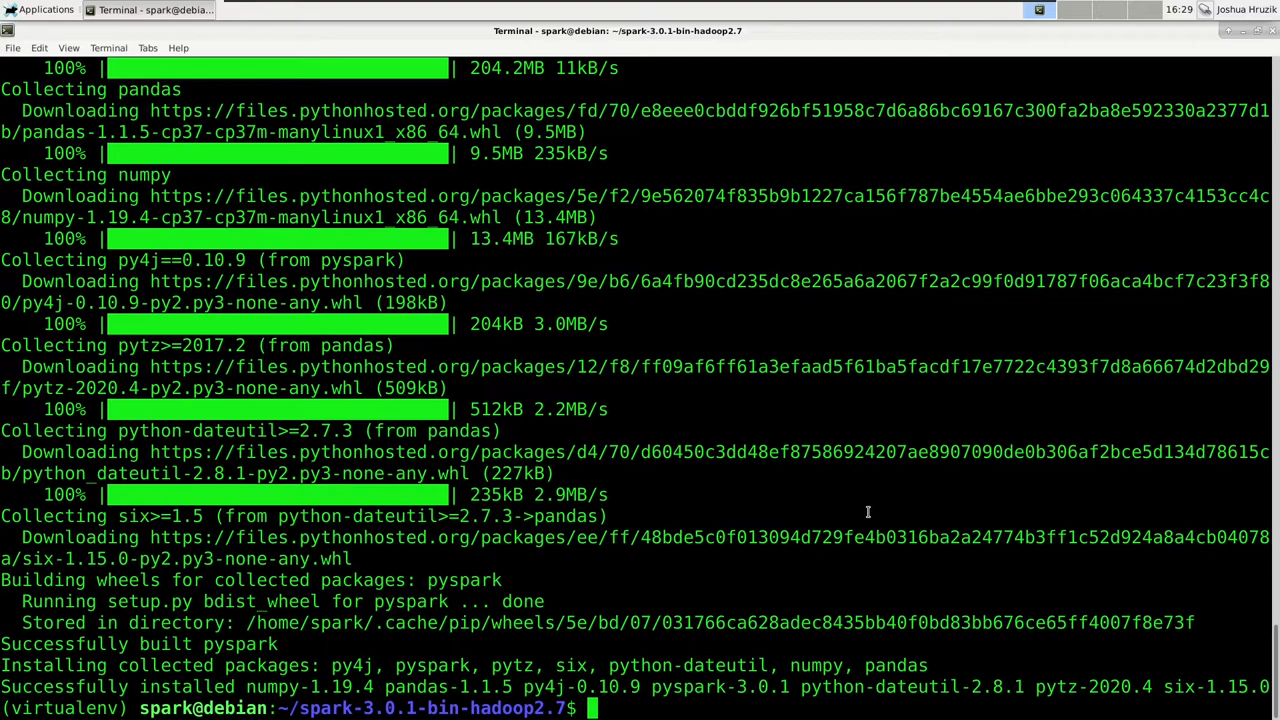 Applications
Terminal - spark@debia...
16:29
Joshua Hruzik
Terminal - spark@debian: ~/spark-3.0.1-bin-hadoop2.7
File Edit View Terminal Tabs Help
100% | | 204.2MB 11kB/s
Collecting pandas
Downloading https://files.pythonhosted.org/packages/fd/70/e8eee0cbddf926bf51958c7d6a86bc69167c300fa2ba8e592330a2377d1
b/pandas-1.1.5-cp37-cp37m-manylinux1_x86_64.whl (9.5MB)
100% | | 9.5MB 235kB/s
Collecting numpy
Downloading https://files.pythonhosted.org/packages/5e/f2/9e562074f835b9b1227ca156f787be4554ae6bbe293c064337c4153cc4c
8/numpy-1.19.4-cp37-cp37m-manylinux1_x86_64.whl (13.4MB)
100% | | 13.4MB 167kB/s
Collecting py4j==0.10.9 (from pyspark)
Downloading https://files.pythonhosted.org/packages/9e/b6/6a4fb90cd235dc8e265a6a2067f2a2c99f0d91787f06aca4bcf7c23f3f8
0/py4j-0.10.9-py2.py3-none-any.whl (198kB)
100% | | 204kB 3.0MB/s
Collecting pytz>=2017.2 (from pandas)
Downloading https://files.pythonhosted.org/packages/12/f8/ff09af6ff61a3efaad5f61ba5facdf17e7722c4393f7d8a66674d2dbd29
f/pytz-2020.4-py2.py3-none-any.whl (509kB)
100% | | 512kB 2.2MB/s
Collecting python-dateutil>=2.7.3 (from pandas)
Downloading https://files.pythonhosted.org/packages/d4/70/d60450c3dd48ef87586924207ae8907090de0b306af2bce5d134d78615c
b/python_dateutil-2.8.1-py2.py3-none-any.whl (227kB)
100% | | 235kB 2.9MB/s
Collecting six>=1.5 (from python-dateutil>=2.7.3->pandas)
Downloading https://files.pythonhosted.org/packages/ee/ff/48bde5c0f013094d729fe4b0316ba2a24774b3ff1c52d924a8a4cb04078
a/six-1.15.0-py2.py3-none-any.whl
Building wheels for collected packages: pyspark
Running setup.py bdist_wheel for pyspark ... done
Stored in directory: /home/spark/.cache/pip/wheels/5e/bd/07/031766ca628adec8435bb40f0bd83bb676ce65ff4007f8e73f
Successfully built pyspark
Installing collected packages: py4j, pyspark, pytz, six, python-dateutil, numpy, pandas
Successfully installed numpy-1.19.4 pandas-1.1.5 py4j-0.10.9 pyspark-3.0.1 python-dateutil-2.8.1 pytz-2020.4 six-1.15.0
(virtualenv) spark@debian:~/spark-3.0.1-bin-hadoop2.7$